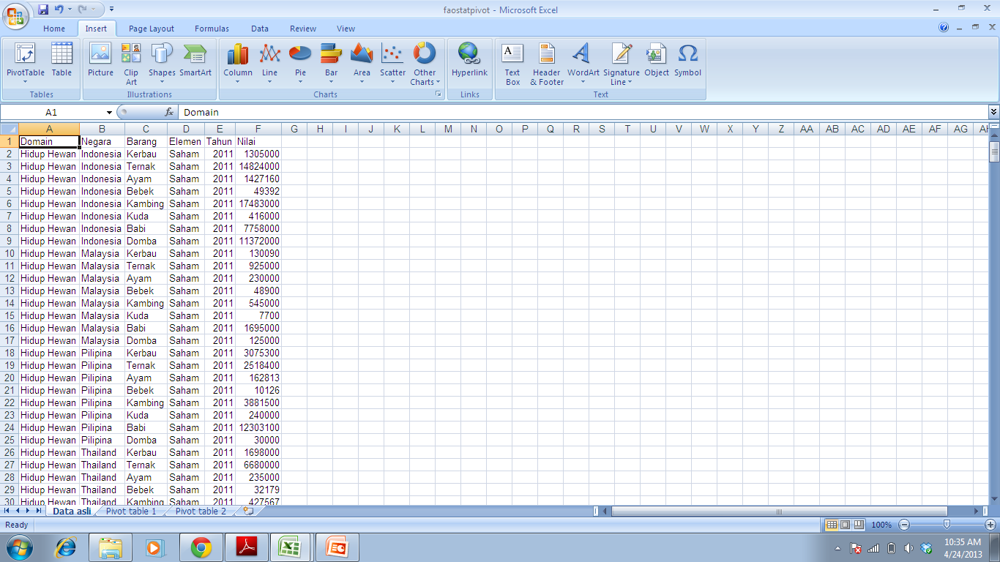 faostatpivot - Microsoft Excel
Home Insert Page Layout Formulas Data Review View
PivotTable Table Picture Clip Art Shapes SmartArt Column Line Pie Bar Area Scatter Other Charts Hyperlink Text Box Header & Footer WordArt Signature Line Object Symbol
Tables Illustrations Charts Links Text
A1 fx Domain
A B C D E F G H I J K L M N O P Q R S T U V W X Y Z AA AB AC AD AE AF AG AH
1 Domain Negara Barang Elemen Tahun Nilai
2 Hidup Hewan Indonesia Kerbau Saham 2011 1305000
3 Hidup Hewan Indonesia Ternak Saham 2011 14824000
4 Hidup Hewan Indonesia Ayam Saham 2011 1427160
5 Hidup Hewan Indonesia Bebek Saham 2011 49392
6 Hidup Hewan Indonesia Kambing Saham 2011 17483000
7 Hidup Hewan Indonesia Kuda Saham 2011 416000
8 Hidup Hewan Indonesia Babi Saham 2011 7758000
9 Hidup Hewan Indonesia Domba Saham 2011 11372000
10 Hidup Hewan Malaysia Kerbau Saham 2011 130090
11 Hidup Hewan Malaysia Ternak Saham 2011 925000
12 Hidup Hewan Malaysia Ayam Saham 2011 230000
13 Hidup Hewan Malaysia Bebek Saham 2011 48900
14 Hidup Hewan Malaysia Kambing Saham 2011 545000
15 Hidup Hewan Malaysia Kuda Saham 2011 7700
16 Hidup Hewan Malaysia Babi Saham 2011 1695000
17 Hidup Hewan Malaysia Domba Saham 2011 125000
18 Hidup Hewan Pilipina Kerbau Saham 2011 3075300
19 Hidup Hewan Pilipina Ternak Saham 2011 2518400
20 Hidup Hewan Pilipina Ayam Saham 2011 162813
21 Hidup Hewan Pilipina Bebek Saham 2011 10126
22 Hidup Hewan Pilipina Kambing Saham 2011 3881500
23 Hidup Hewan Pilipina Kuda Saham 2011 240000
24 Hidup Hewan Pilipina Babi Saham 2011 12303100
25 Hidup Hewan Pilipina Domba Saham 2011 30000
26 Hidup Hewan Thailand Kerbau Saham 2011 1698000
27 Hidup Hewan Thailand Ternak Saham 2011 6680000
28 Hidup Hewan Thailand Ayam Saham 2011 235000
29 Hidup Hewan Thailand Bebek Saham 2011 32179
30 Hidup Hewan Thailand Kambing Saham 2011 427567
Data asli Pivot table 1 Pivot table 2
Ready 100%
10:35 AM
4/24/2013